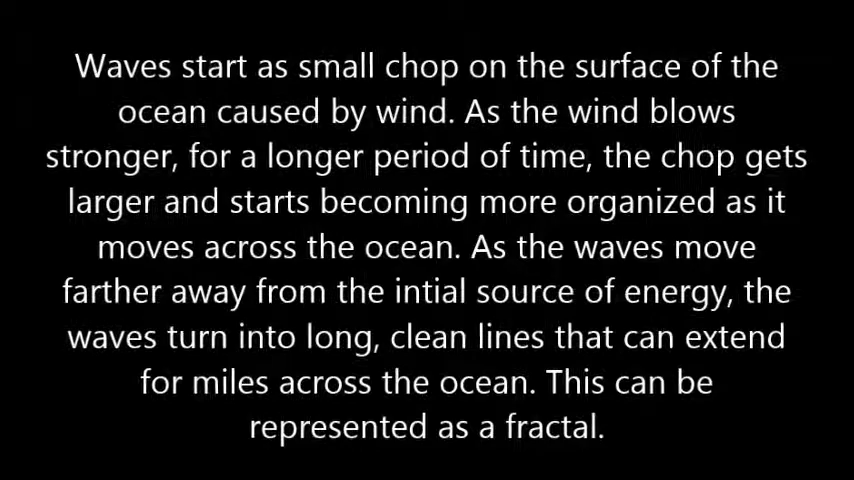 Waves start as small chop on the surface of the
ocean caused by wind. As the wind blows
stronger, for a longer period of time, the chop gets
larger and starts becoming more organized as it
moves across the ocean. As the waves move
farther away from the intial source of energy, the
waves turn into long, clean lines that can extend
for miles across the ocean. This can be
represented as a fractal.